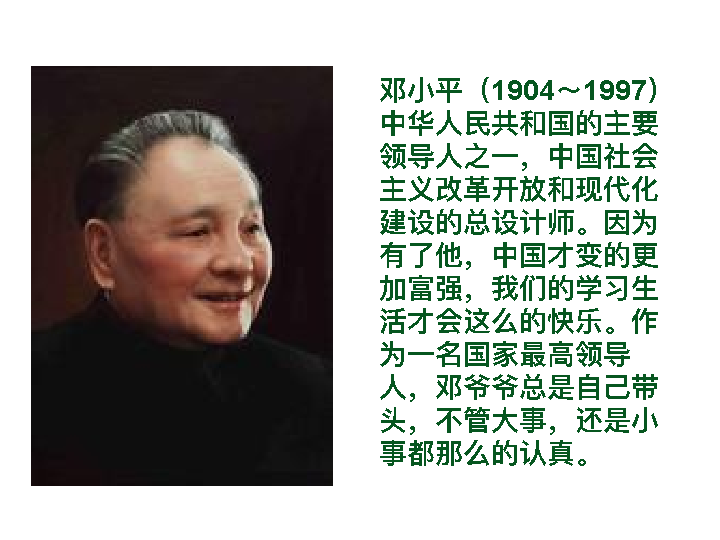 邓小平（1904～1997）
中华人民共和国的主要
领导人之一，中国社会
主义改革开放和现代化
建设的总设计师。因为
有了他，中国才变的更
加富强，我们的学习生
活才会这么的快乐。作
为一名国家最高领导
人，邓爷爷总是自己带
头，不管大事，还是小
事都那么的认真。